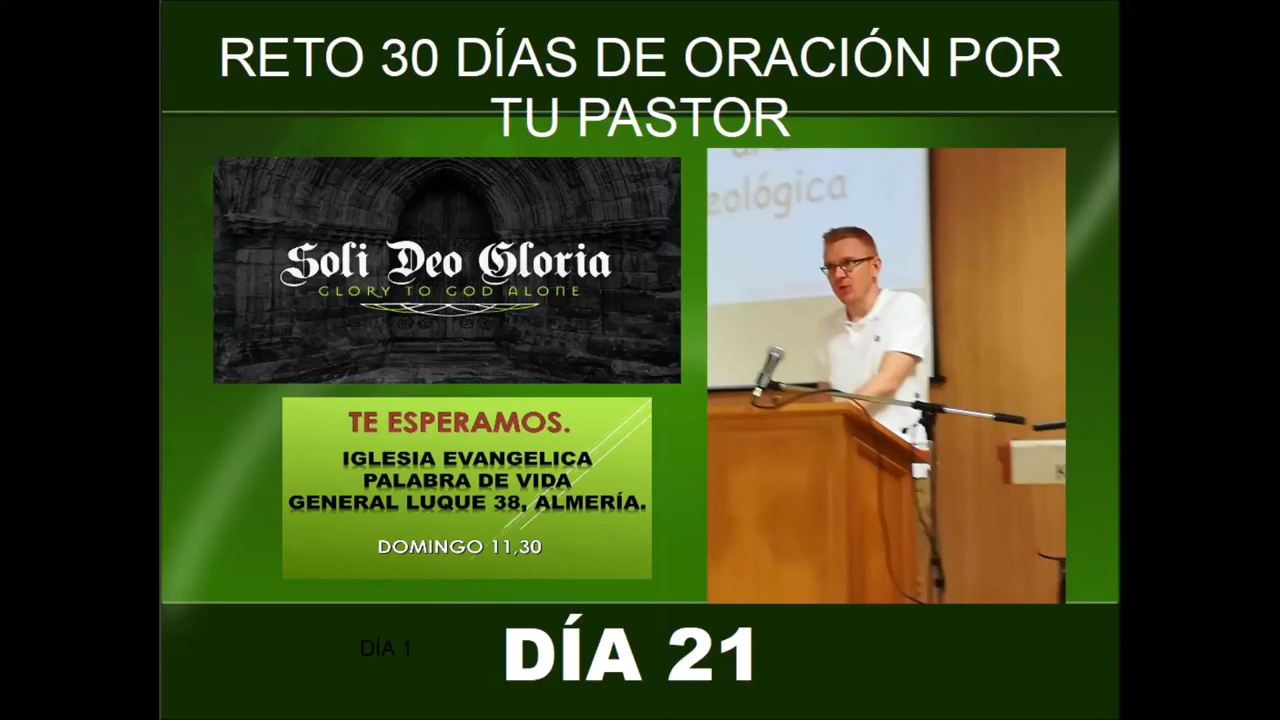 RETO 30 DÍAS DE ORACIÓN POR
TU PASTOR
eológica
Soli Deo Gloria
GLORY TO GOD ALONE
TE ESPERAMOS.
IGLESIA EVANGELICA
PALABRA DE VIDA
GENERAL LUQUE 38, ALMERÍA.
DOMINGO 11,30
DÍA 1
DÍA 21